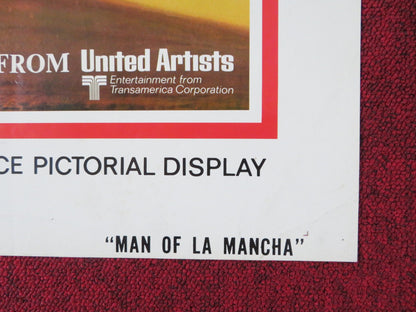 FROM United Artists
Entertainment from
Transamerica Corporation
CE PICTORIAL DISPLAY
"MAN OF LA MANCHA"